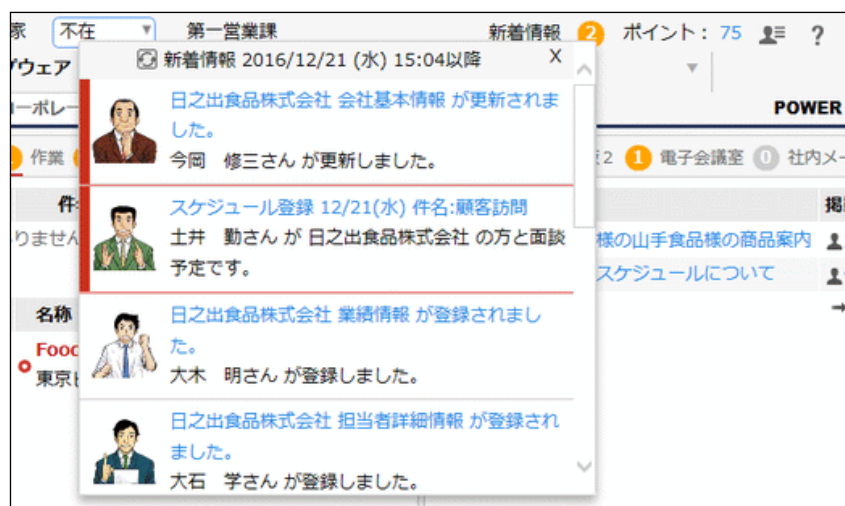 家 不在 第一営業課 新着情報 2 ポイント: 75 ?
新着情報 2016/12/21 (水) 15:04以降 X
ウェア
POWER
日之出食品株式会社 会社基本情報 が更新されま
した。
今岡 修三さん が更新しました。
作業
2 1 電子会議室 0 社内メー
スケジュール登録 12/21(水) 件名:顧客訪問
土井 勤さん が 日之出食品株式会社 の方と面談
予定です。
件
掲
りません
様の山手食品様の商品案内
スケジュールについて
日之出食品株式会社 業績情報 が登録されまし
た。
大木 明さん が登録しました。
名称
Food
東京
日之出食品株式会社 担当者詳細情報 が登録され
ました。
大石 学さん が登録しました。